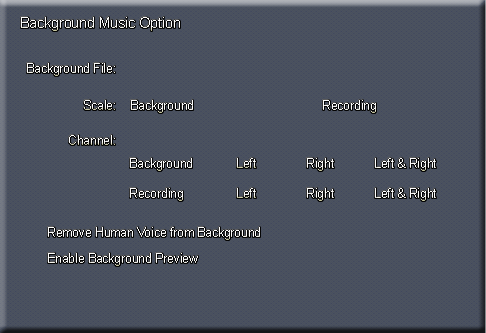 Background Music Option
Background File:
Scale: Background Recording
Channel:
Background Left Right Left & Right
Recording Left Right Left & Right
Remove Human Voice from Background
Enable Background Preview